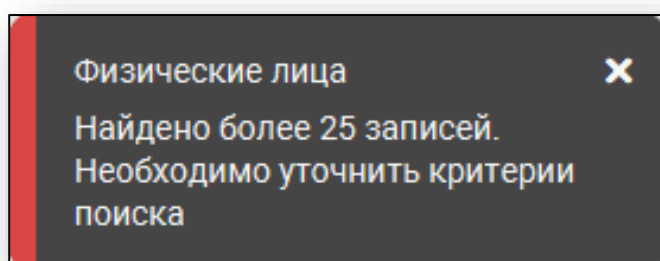 Физические лица
Найдено более 25 записей.
Необходимо уточнить критерии
поиска